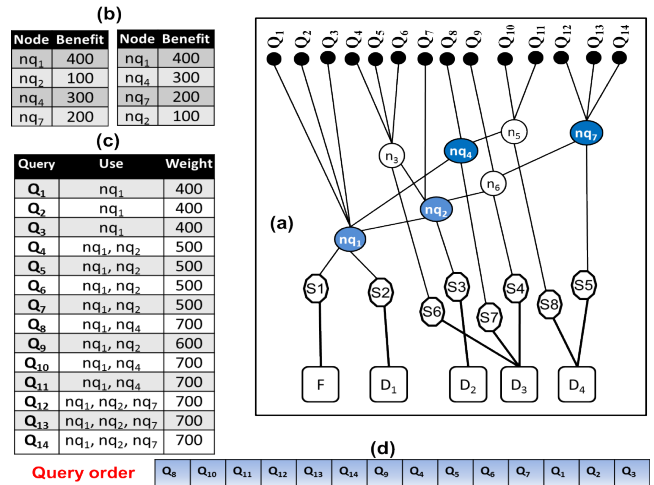 (b)
Node Benefit
nq1 400
nq2 100
nq4 300
nq7 200
nq1 400
nq4 300
nq7 200
nq2 100
(c)
Query Use Weight
Q1 nq1 400
Q2 nq1 400
Q3 nq1 400
Q4 nq1, nq2 500
Q5 nq1, nq2 500
Q6 nq1, nq2 500
Q7 nq1, nq2 500
Q8 nq1, nq4 700
Q9 nq1, nq2 600
Q10 nq1, nq4 700
Q11 nq1, nq4 700
Q12 nq1, nq2, nq7 700
Q13 nq1, nq2, nq7 700
Q14 nq1, nq2, nq7 700
Node Benefit
Q1 Q2 Q3 Q4 Q5 Q6 Q7 Q8 Q9 Q10 Q11 Q12 Q13 Q14
n3 nq4 n5 nq7
n6
(a)
nq2
nq1
S1 S2 S3 S4 S5
S6 S7 S8
F D1 D2 D3 D4
(d)
Query order Q8 Q10 Q11 Q12 Q13 Q14 Q9 Q4 Q5 Q6 Q7 Q1 Q2 Q3